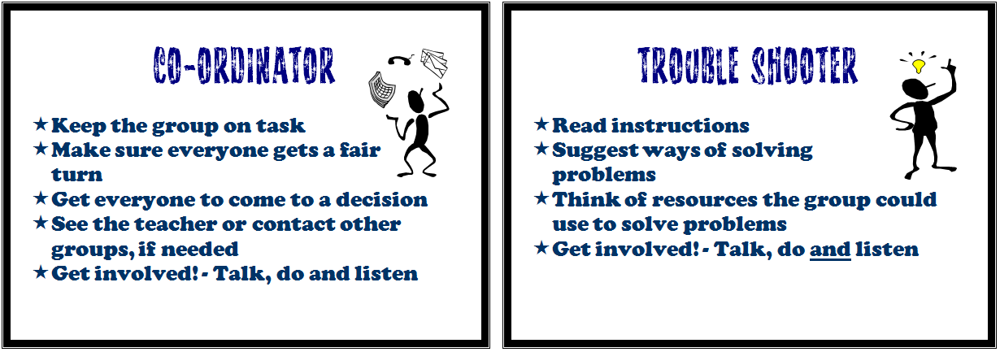 CO-ORDINATOR
★Keep the group on task
★Make sure everyone gets a fair
turn
★Get everyone to come to a decision
★See the teacher or contact other
groups, if needed
★Get involved! - Talk, do and listen
TROUBLE SHOOTER
★Read instructions
★Suggest ways of solving
problems
★Think of resources the group could
use to solve problems
★Get involved! - Talk, do and listen